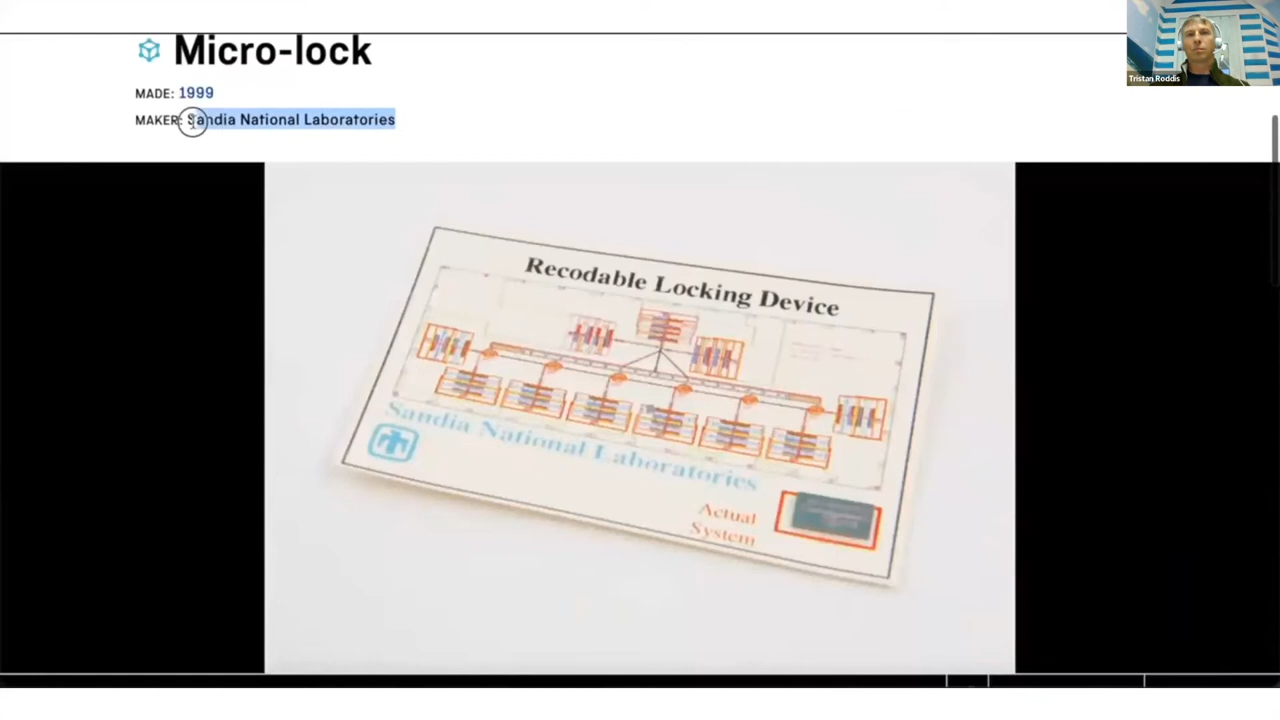 Micro-lock
MADE: 1999
MAKER: Sandia National Laboratories
Tristan Roddis
Recodable Locking Device
Sandia National Laboratories
Actual
System